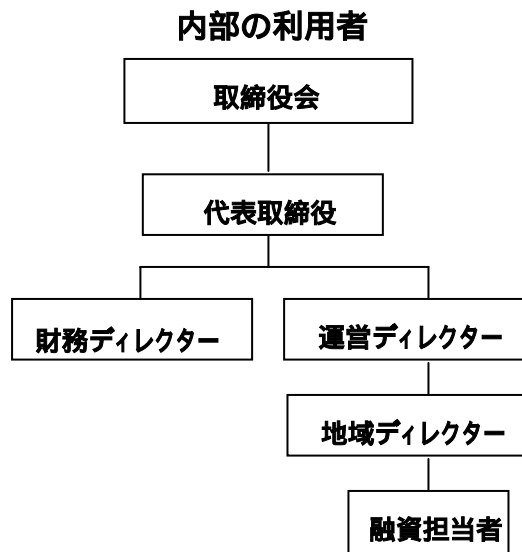 内部の利用者
取締役会
代表取締役
財務ディレクター
運営ディレクター
地域ディレクター
融資担当者